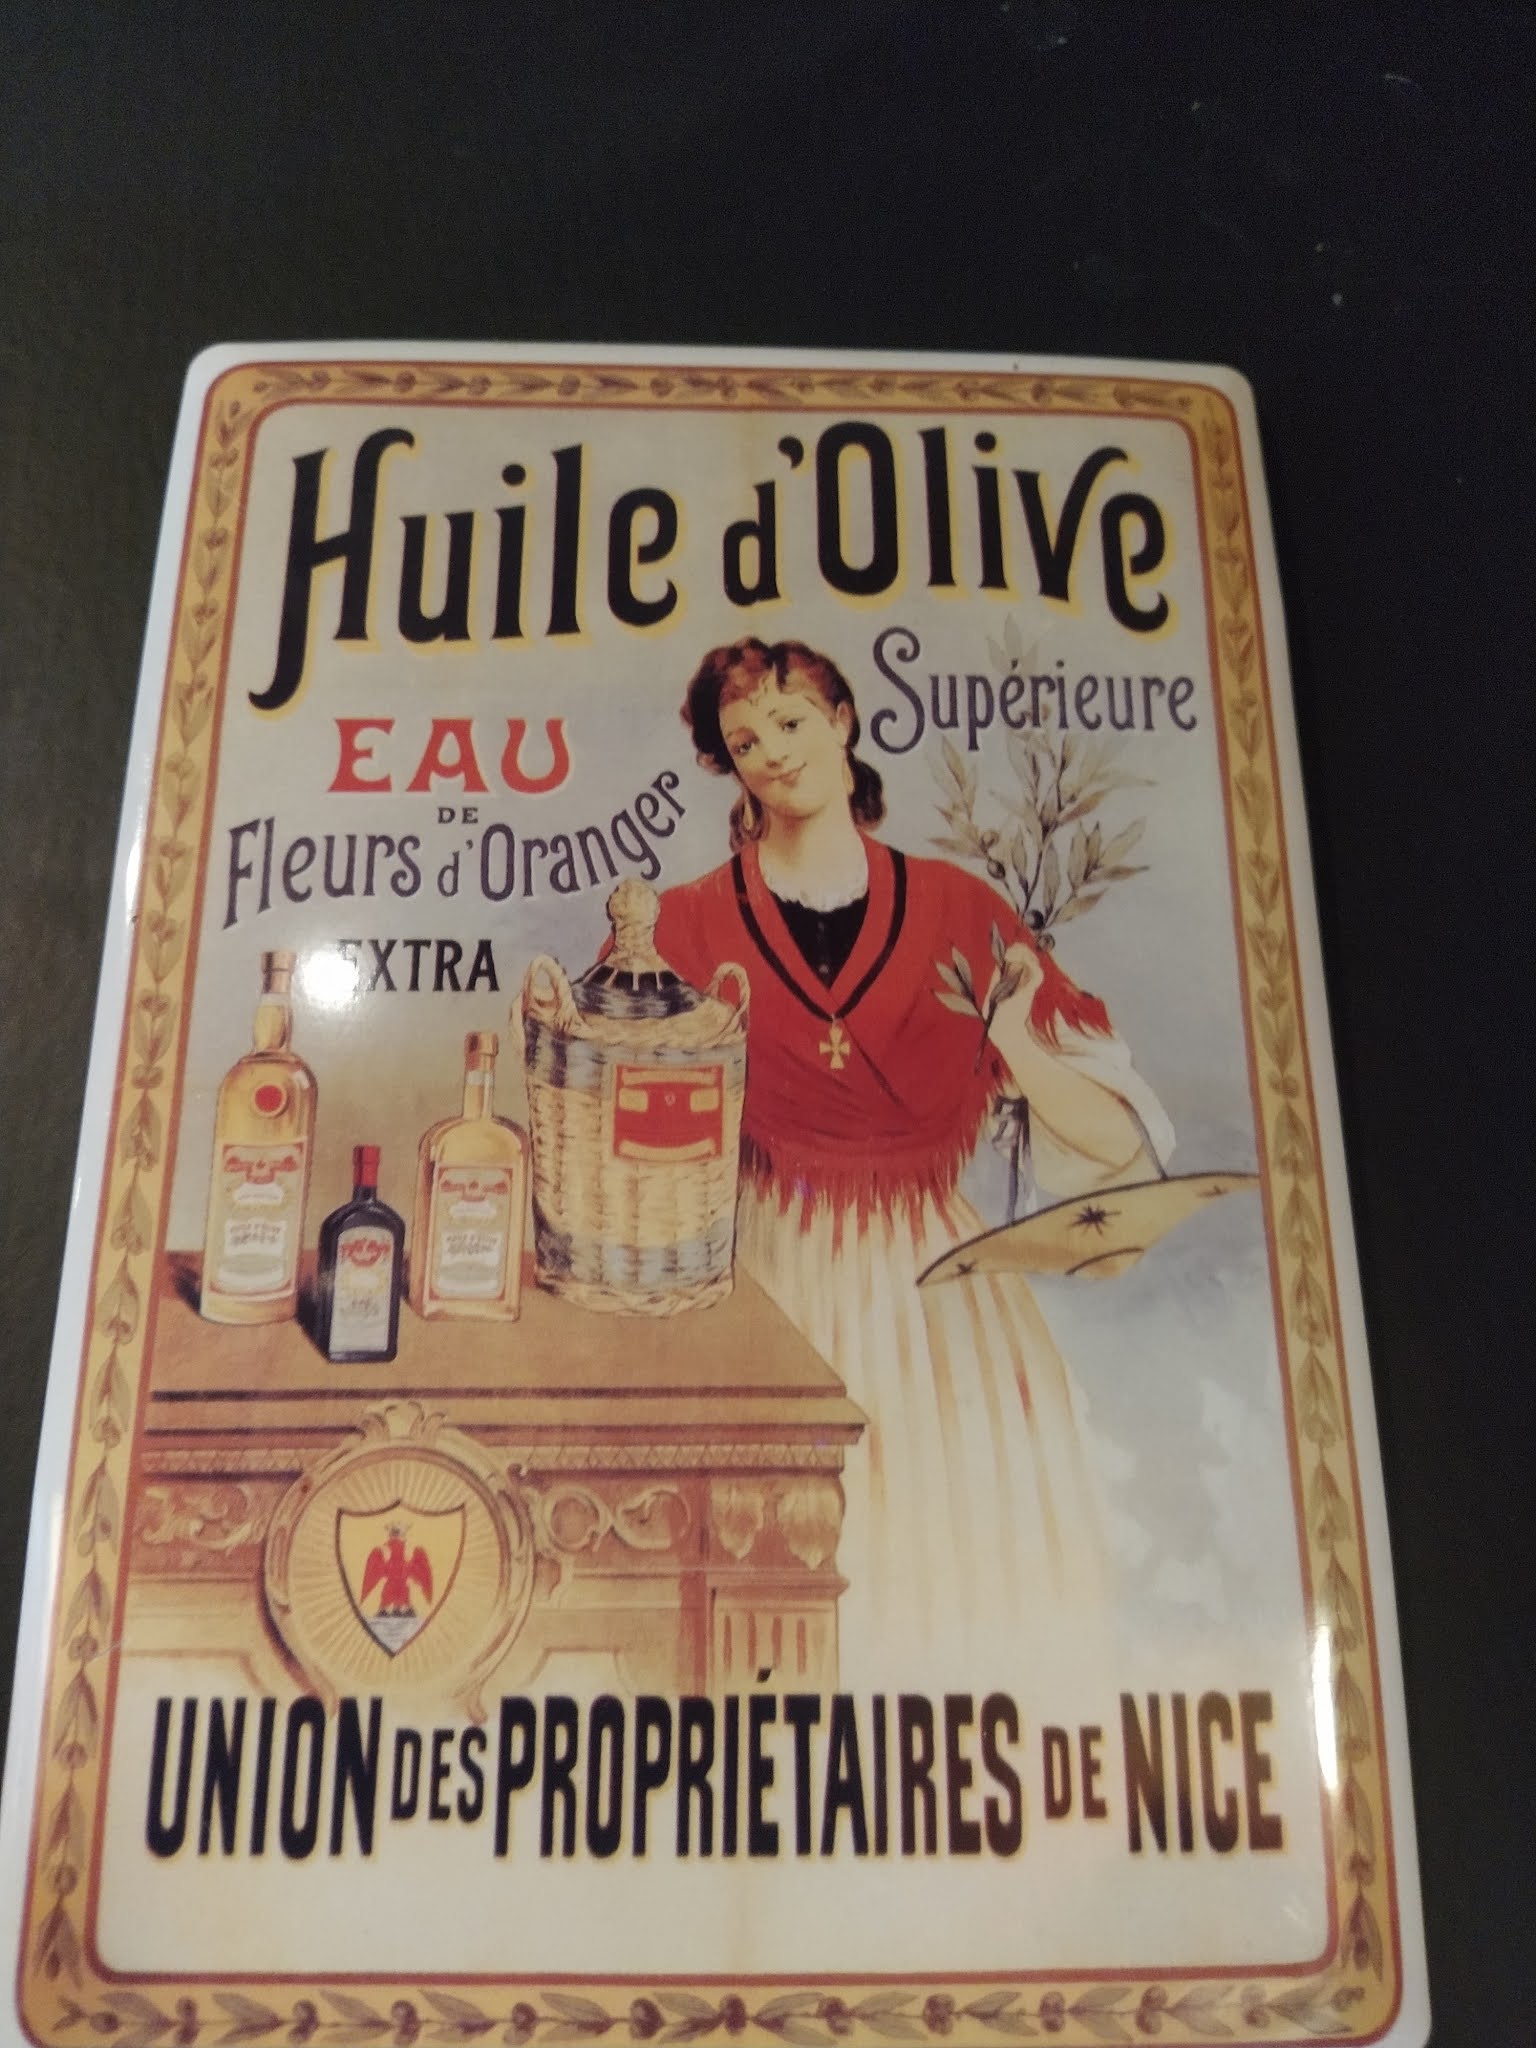 Huile d'Olive
Supérieure
EAU
DE
Fleurs d'Oranger
EXTRA
UNION DES PROPRIÉTAIRES DE NICE